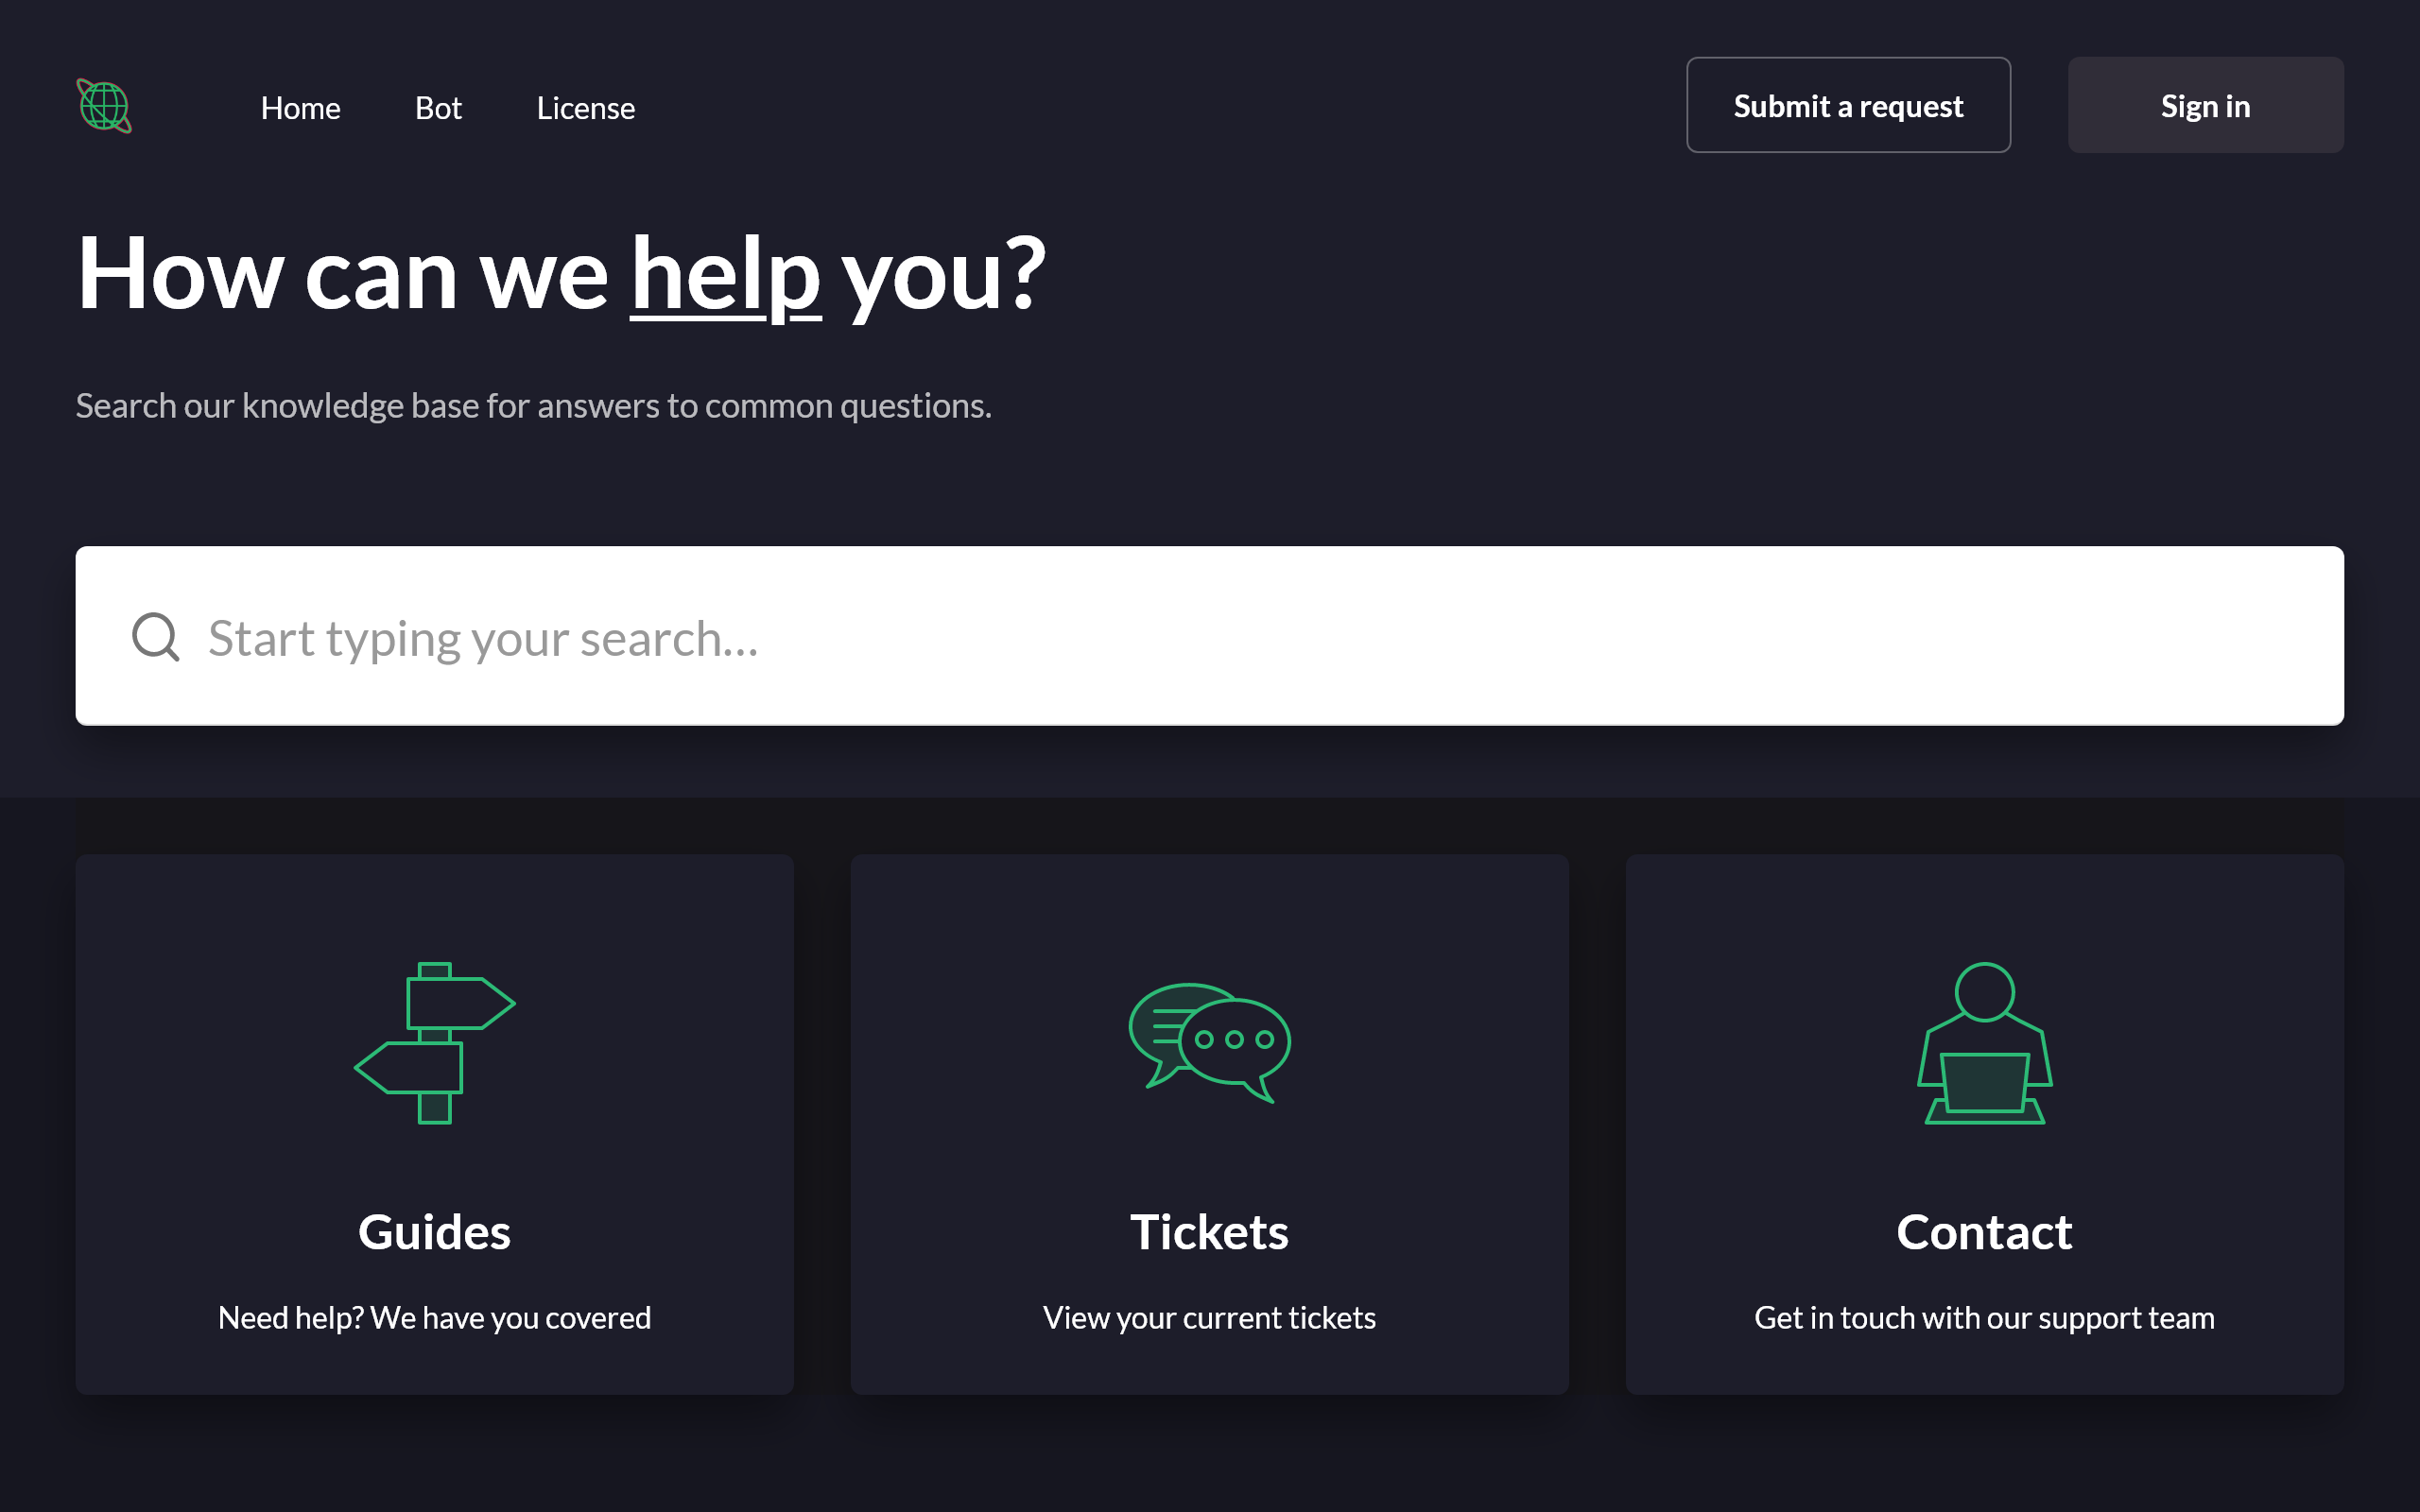 Home Bot License Submit a request Sign in
How can we help you?
Search our knowledge base for answers to common questions.
Start typing your search...
Guides
Need help? We have you covered
Tickets
View your current tickets
Contact
Get in touch with our support team